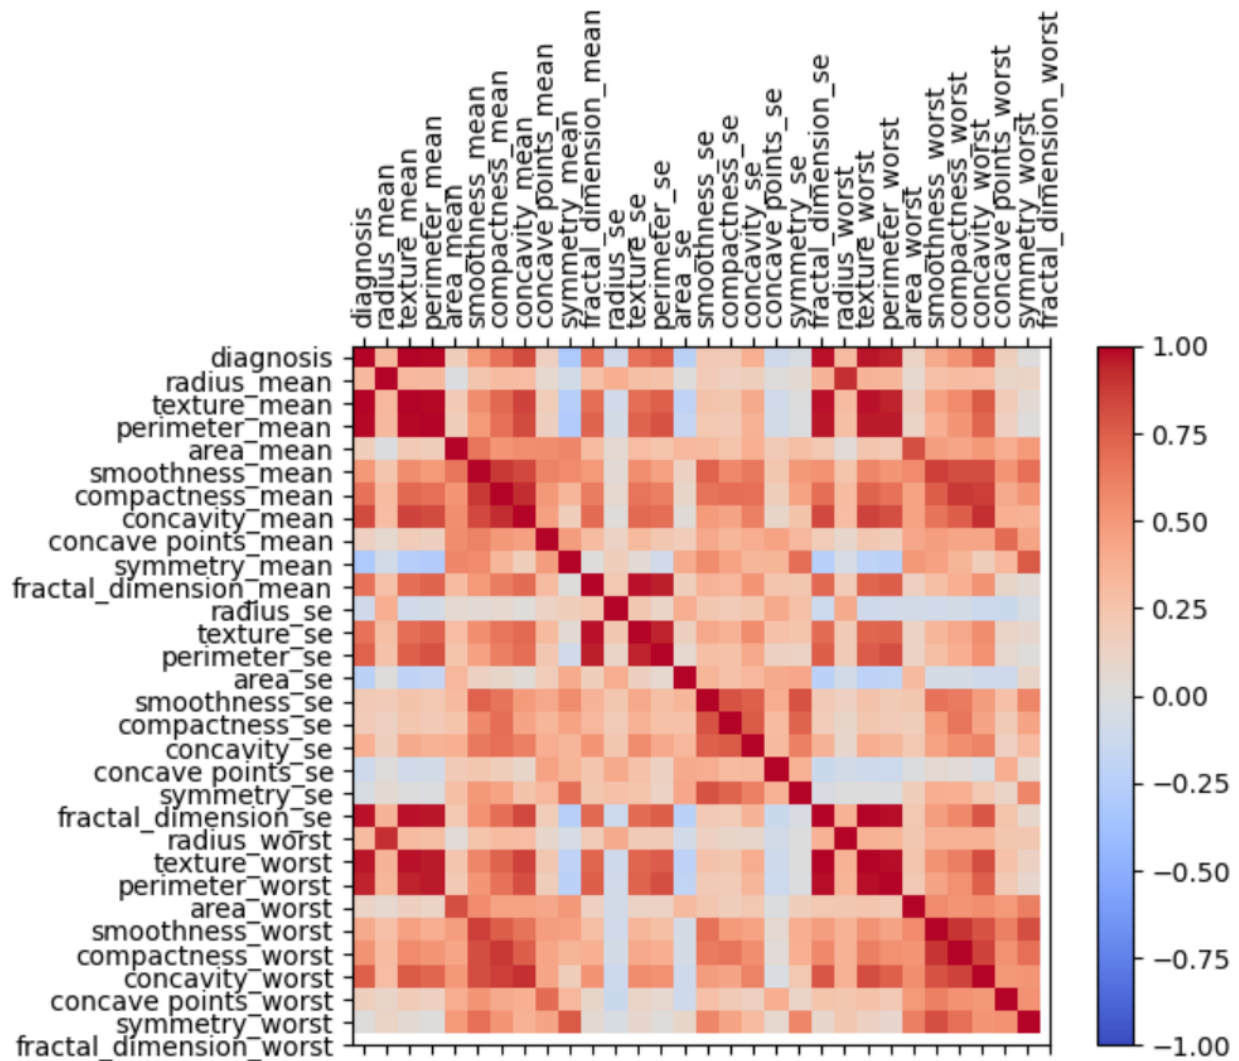 diagnosis
radius_mean
texture_mean
perimeter_mean
area_mean
smoothness_mean
compactness_mean
concavity_mean
concave points_mean
symmetry_mean
fractal_dimension_mean
radius_se
texture_se
perimeter_se
area_se
smoothness_se
compactness_se
concavity_se
concave points_se
symmetry_se
fractal_dimension_se
radius_worst
texture_worst
perimeter_worst
area_worst
smoothness_worst
compactness_worst
concavity_worst
concave points_worst
symmetry_worst
fractal_dimension_worst
diagnosis
radius_mean
texture_mean
perimeter_mean
area_mean
smoothness_mean
compactness_mean
concavity_mean
concave points_mean
symmetry_mean
fractal_dimension_mean
radius_se
texture_se
perimeter_se
area_se
smoothness_se
compactness_se
concavity_se
concave points_se
symmetry_se
fractal_dimension_se
radius_worst
texture_worst
perimeter_worst
area_worst
smoothness_worst
compactness_worst
concavity_worst
concave points_worst
symmetry_worst
fractal_dimension_worst
1.00
0.75
0.50
0.25
0.00
−0.25
−0.50
−0.75
−1.00